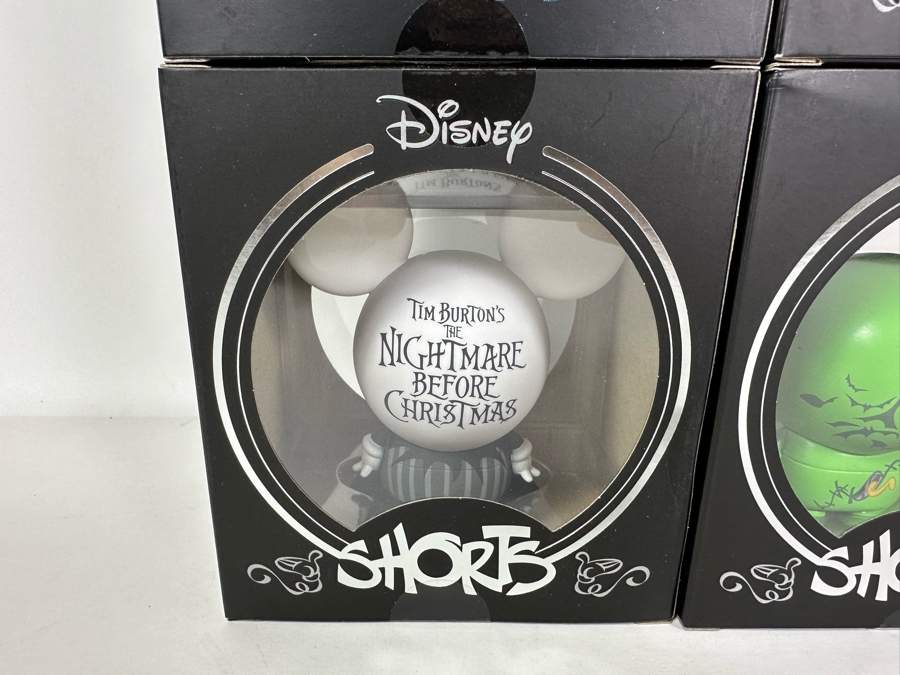 DISNEY
TIM BURTON'S
TIM BURTON'S
THE
NIGHTMARE
BEFORE
CHRISTMAS
SHORTS
SHO